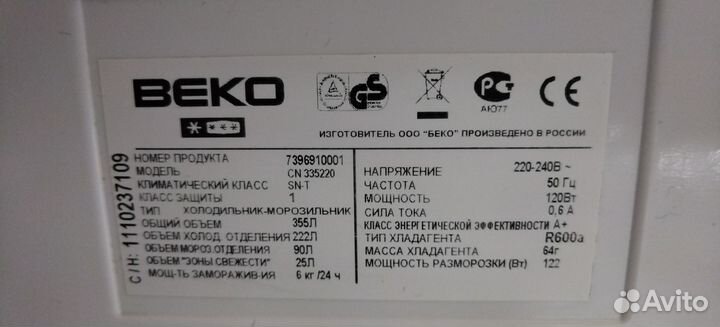 BEKO
GS
PC
АЮ77
CE
ИЗГОТОВИТЕЛЬ ООО "БЕКО" ПРОИЗВЕДЕНО В РОССИИ
С/Н: 1110237109
НОМЕР ПРОДУКТА 7396910001
МОДЕЛЬ CN 335220
КЛИМАТИЧЕСКИЙ КЛАСС SN-T
КЛАСС ЗАЩИТЫ 1
ТИП ХОЛОДИЛЬНИК-МОРОЗИЛЬНИК
ОБЩИЙ ОБЪЕМ 355Л
ОБЪЕМ ХОЛОД. ОТДЕЛЕНИЯ 222Л
ОБЪЕМ МОРОЗ.ОТДЕЛЕНИЯ 90Л
ОБЪЕМ "ЗОНЫ СВЕЖЕСТИ" 25Л
МОЩ-ТЬ ЗАМОРАЖИВ-ИЯ 6 кг/24 ч
НАПРЯЖЕНИЕ 220-240В ~
ЧАСТОТА 50 Гц
МОЩНОСТЬ 120Вт
СИЛА ТОКА 0,6 А
КЛАСС ЭНЕРГЕТИЧЕСКОЙ ЭФФЕКТИВНОСТИ А+
ТИП ХЛАДАГЕНТА R600a
МАССА ХЛАДАГЕНТА 64г
МОЩНОСТЬ РАЗМОРОЗКИ (Вт) 122
Avito